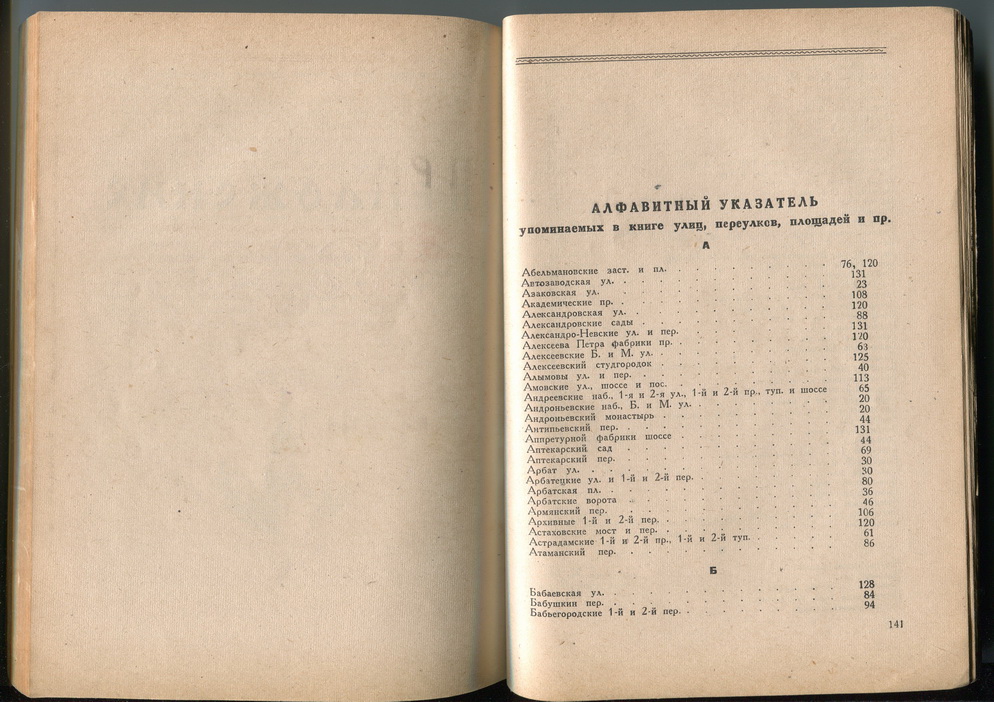 АЛФАВИТНЫЙ УКАЗАТЕЛЬ
упоминаемых в книге улиц, переулков, площадей и пр.
А
Абельмановские заст. и пл. . . . . . . . . 76, 120
Автозаводская ул. . . . . . . . . . 131
Азаковская ул. . . . . . . . . . 23
Академические пр. . . . . . . . . . 108
Александровская ул. . . . . . . . . . 120
Александровские сады . . . . . . . . . 88
Александро-Невские ул. и пер. . . . . . . . 131
Алексеева Петра фабрики пр. . . . . . . . 120
Алексеевские Б. и М. ул. . . . . . . . . 63
Алексеевский студгородок . . . . . . . . 125
Алымовы ул. и пер. . . . . . . . . . 40
Амовские ул., шоссе и пос. . . . . . . . . 113
Андреевские наб., 1-я и 2-я ул., 1-й и 2-й пр., туп. и шоссе 65
Андроньевские наб., Б. и М. ул. . . . . . . . 20
Андроньевский монастырь . . . . . . . . 20
Антипьевский пер. . . . . . . . . . 44
Аппретурной фабрики шоссе . . . . . . . 131
Аптекарский сад . . . . . . . . . 44
Аптекарский пер. . . . . . . . . . 69
Арбат ул. . . . . . . . . . . 30
Арбатецкие ул. и 1-й и 2-й пер. . . . . . . 30
Арбатская пл. . . . . . . . . . 80
Арбатские ворота . . . . . . . . . 36
Армянский пер. . . . . . . . . . 46
Архивные 1-й и 2-й пер. . . . . . . . . 106
Астаховские мост и пер. . . . . . . . . 120
Астрадамские 1-й и 2-й пр., 1-й и 2-й туп. . . . . 61
Атаманский пер. . . . . . . . . . 86
Б
Бабаевская ул. . . . . . . . . . 128
Бабушкин пер. . . . . . . . . . 84
Бабьегородские 1-й и 2-й пер. . . . . . . . 94
141